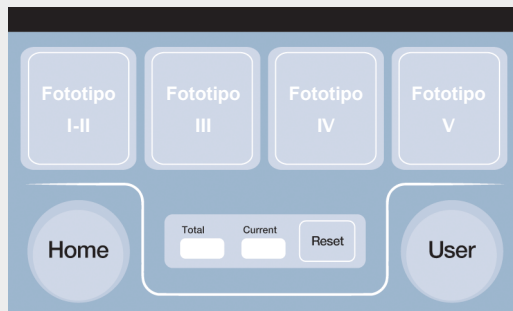 Fototipo
I-II
Fototipo
III
Fototipo
IV
Fototipo
V
Home
Total
Current
Reset
User